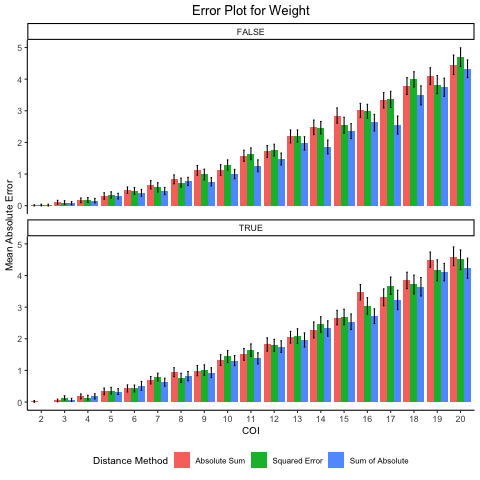 Error Plot for Weight
FALSE
5
4
3
2
1
0
TRUE
5
4
3
2
1
0
Mean Absolute Error
2 3 4 5 6 7 8 9 10 11 12 13 14 15 16 17 18 19 20
COI
Distance Method Absolute Sum Squared Error Sum of Absolute